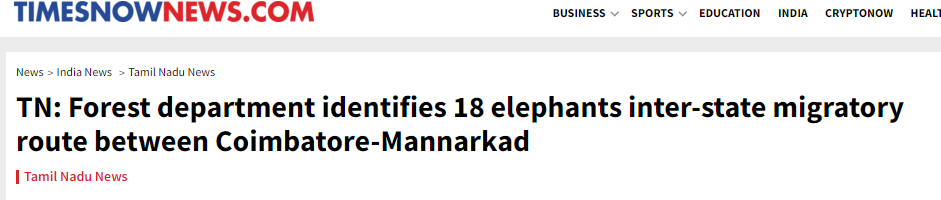 TIMESNOWNEWS.COM
BUSINESS SPORTS EDUCATION INDIA CRYPTONOW HEALT
News > India News > Tamil Nadu News
TN: Forest department identifies 18 elephants inter-state migratory
route between Coimbatore-Mannarkad
Tamil Nadu News